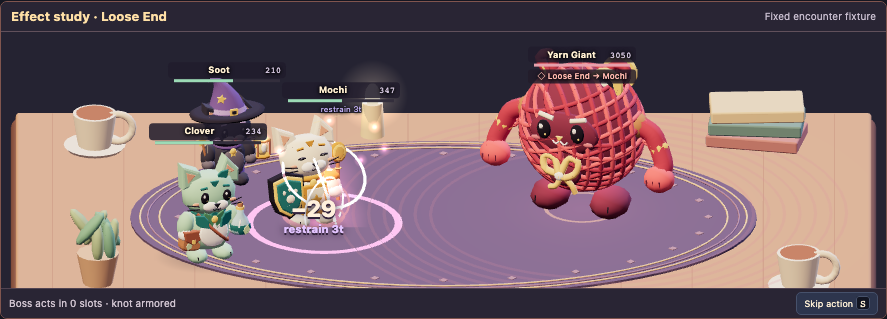 Effect study · Loose End
Fixed encounter fixture
Yarn Giant 3050
◇ Loose End → Mochi
Soot 210
Mochi 347
restrain 3t
Clover 234
−29
restrain 3t
Boss acts in 0 slots · knot armored
Skip action S